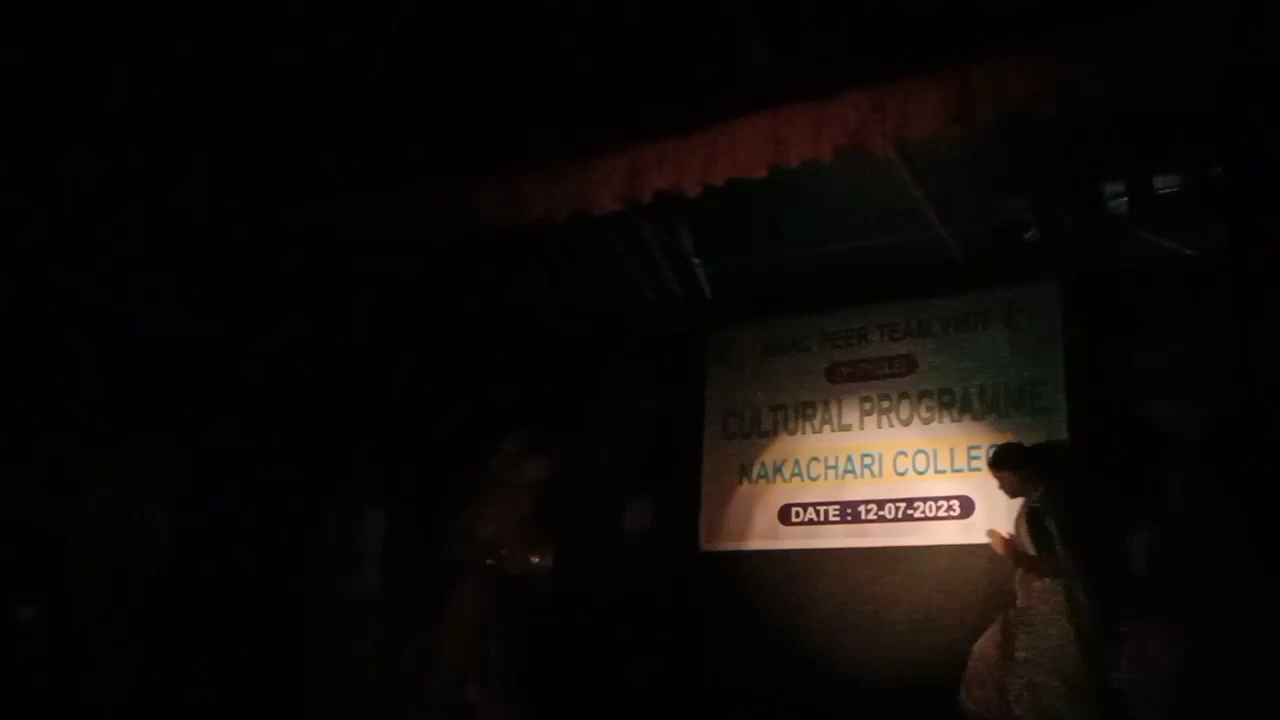 NAAC PEER TEAM VISIT
CULTURAL PROGRAMME
NAKACHARI COLLEG
DATE : 12-07-2023